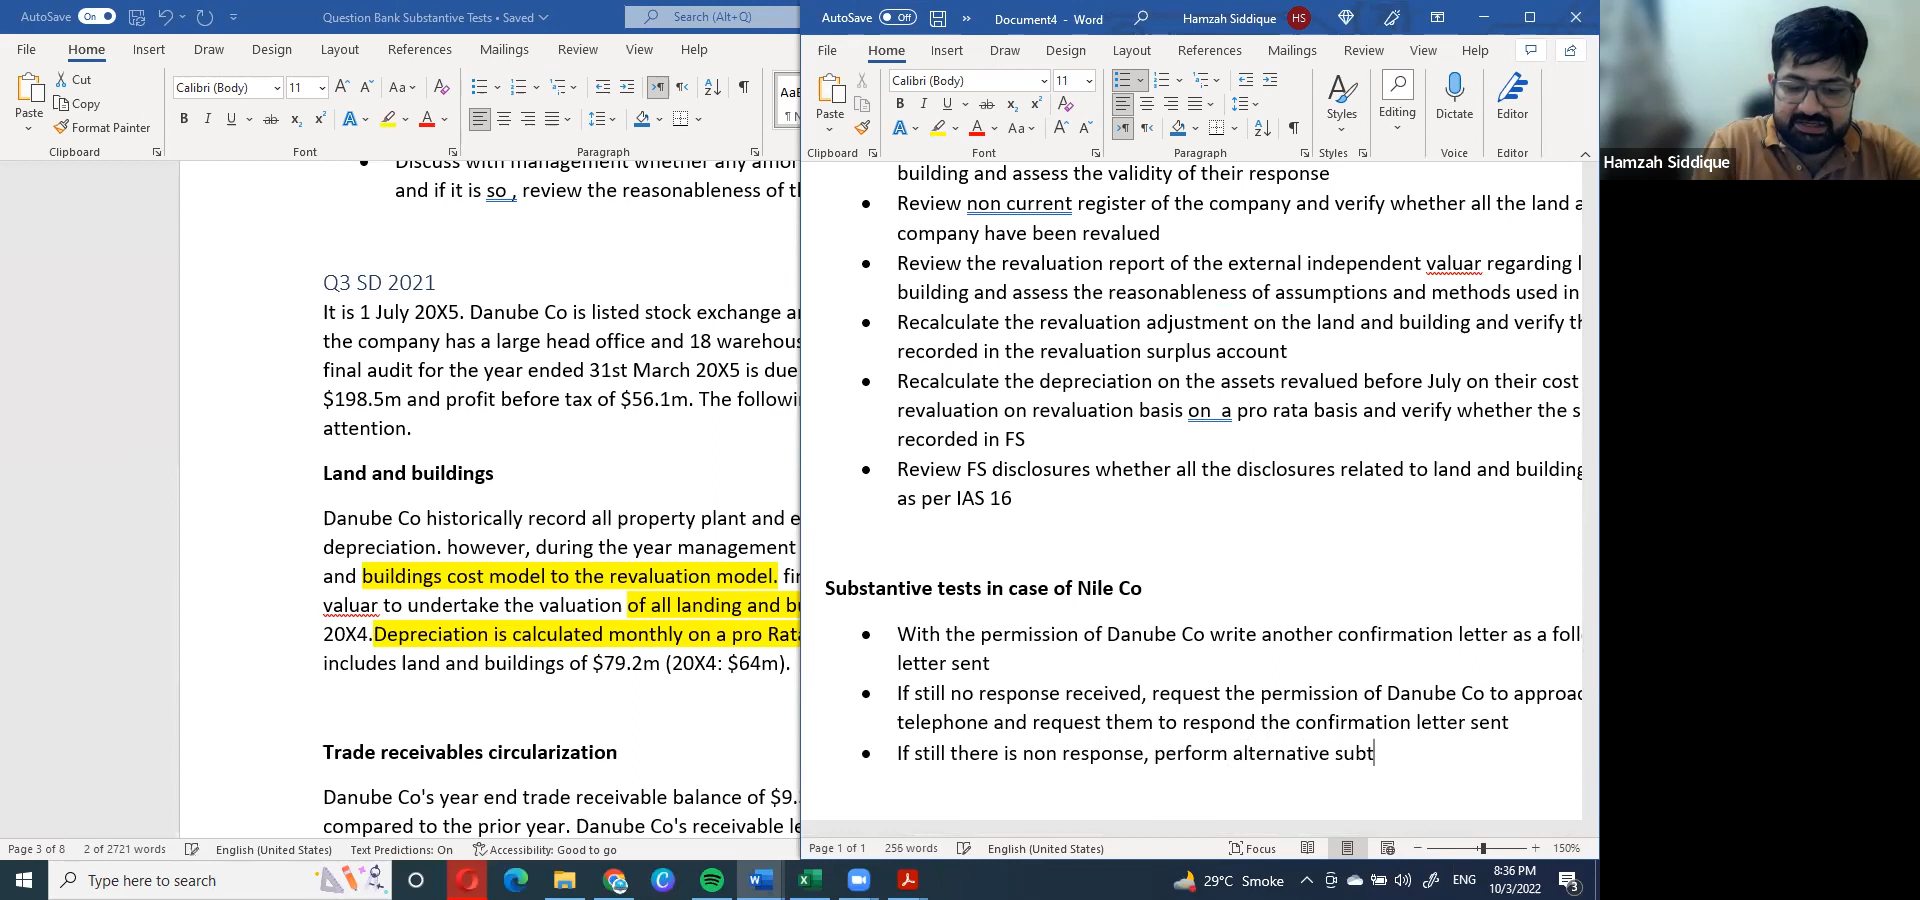 AutoSave On Question Bank Substantive Tests • Saved Search (Alt+Q)
File Home Insert Draw Design Layout References Mailings Review View Help
Paste Cut Copy Format Painter
Calibri (Body) 11
Clipboard Font Paragraph
Discuss with management whether any amor
and if it is so , review the reasonableness of t
Q3 SD 2021
It is 1 July 20X5. Danube Co is listed stock exchange a
the company has a large head office and 18 warehous
final audit for the year ended 31st March 20X5 is due
$198.5m and profit before tax of $56.1m. The followi
attention.
Land and buildings
Danube Co historically record all property plant and e
depreciation. however, during the year management
and buildings cost model to the revaluation model. fir
valuar to undertake the valuation of all landing and bu
20X4.Depreciation is calculated monthly on a pro Rata
includes land and buildings of $79.2m (20X4: $64m).
Trade receivables circularization
Danube Co's year end trade receivable balance of $9.
compared to the prior year. Danube Co's receivable le
Page 3 of 8 2 of 2721 words English (United States) Text Predictions: On Accessibility: Good to go
AutoSave Off Document4 - Word Hamzah Siddique HS
File Home Insert Draw Design Layout References Mailings Review View Help
Paste Calibri (Body) 11 Styles Editing Dictate Editor
Clipboard Font Paragraph Styles Voice Editor
building and assess the validity of their response
Review non current register of the company and verify whether all the land a
company have been revalued
Review the revaluation report of the external independent valuar regarding l
building and assess the reasonableness of assumptions and methods used in
Recalculate the revaluation adjustment on the land and building and verify th
recorded in the revaluation surplus account
Recalculate the depreciation on the assets revalued before July on their cost
revaluation on revaluation basis on a pro rata basis and verify whether the s
recorded in FS
Review FS disclosures whether all the disclosures related to land and building
as per IAS 16
Substantive tests in case of Nile Co
With the permission of Danube Co write another confirmation letter as a foll
letter sent
If still no response received, request the permission of Danube Co to approac
telephone and request them to respond the confirmation letter sent
If still there is non response, perform alternative subt
Page 1 of 1 256 words English (United States) Focus 150%
Hamzah Siddique
Type here to search
29°C Smoke ENG 8:36 PM
10/3/2022
3